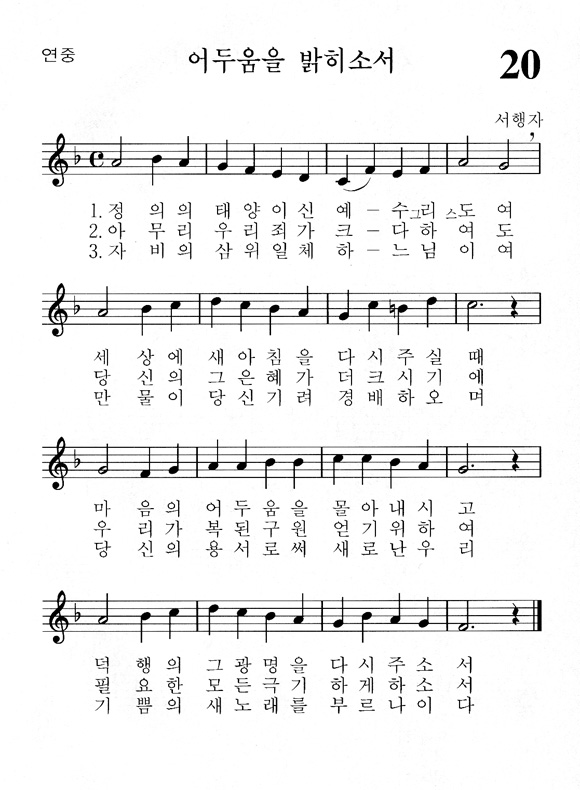 연중
어두움을 밝히소서
20
서행자
1. 정 의의 태양이신 예 – 수그리스도 여
2. 아 무리 우리죄가 크 – 다하 여도
3. 자 비의 삼위일체 하 – 느님 이여
세 상에 새아침을 다시주실 때
당 신의 그은혜가 더크시기 에
만 물이 당신기려 경배하오 며
마 음의 어두움을 몰아내시 고
우 리가 복된구원 얻기위하 여
당 신의 용서로써 새로난우 리
덕 행의 그광명을 다시주소 서
필 요한 모든극기 하게하소 서
기 쁨의 새노래를 부르나이 다